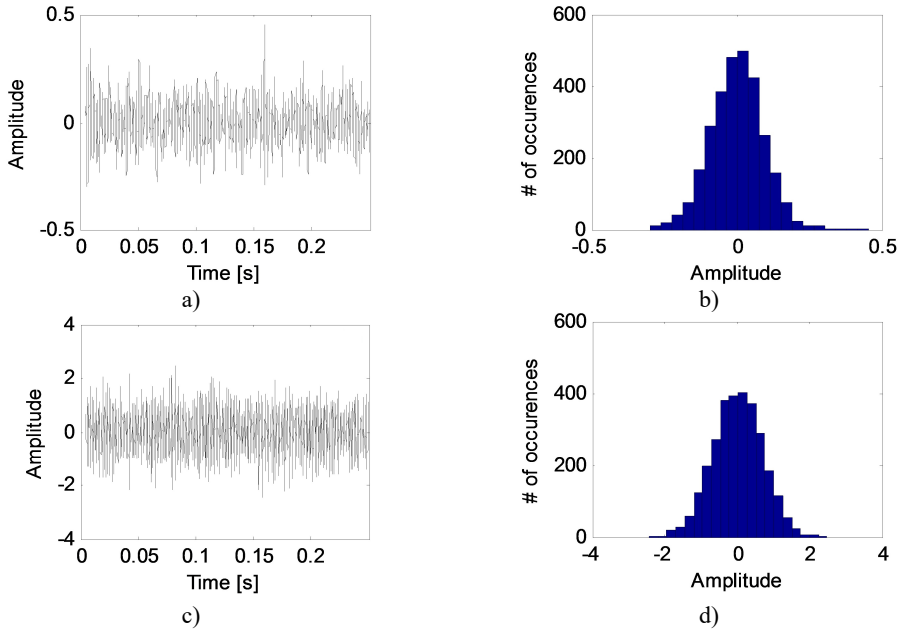 0.5
0
-0.5
Amplitude
0 0.05 0.1 0.15 0.2
Time [s]
a)
600
400
200
0
# of occurences
-0.5 0 0.5
Amplitude
b)
4
2
0
-2
-4
Amplitude
0 0.05 0.1 0.15 0.2
Time [s]
c)
600
400
200
0
# of occurences
-4 -2 0 2 4
Amplitude
d)